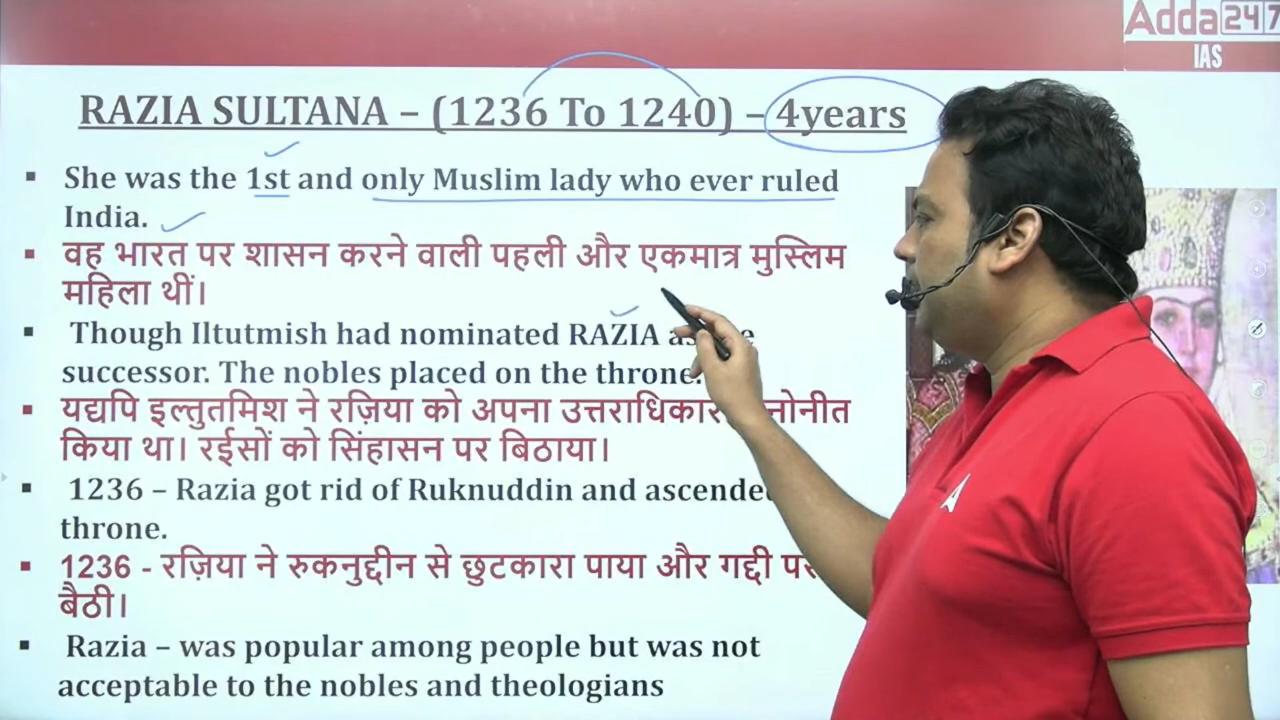 Adda247
IAS
RAZIA SULTANA – (1236 To 1240) – 4years
▪ She was the 1st and only Muslim lady who ever ruled
India.
▪ वह भारत पर शासन करने वाली पहली और एकमात्र मुस्लिम
महिला थीं।
▪ Though Iltutmish had nominated RAZIA
successor. The nobles placed on the throne.
▪ यद्यपि इल्तुतमिश ने रज़िया को अपना
किया था। रईसों को सिंहासन पर बिठाया।
▪ 1236 – Razia got rid of Ruknuddin and
throne.
▪ 1236 - रज़िया ने रुकनुद्दीन से छुटकारा पाया और गद्दी पर
बैठी।
▪ Razia – was popular among people but was not
acceptable to the nobles and theologians